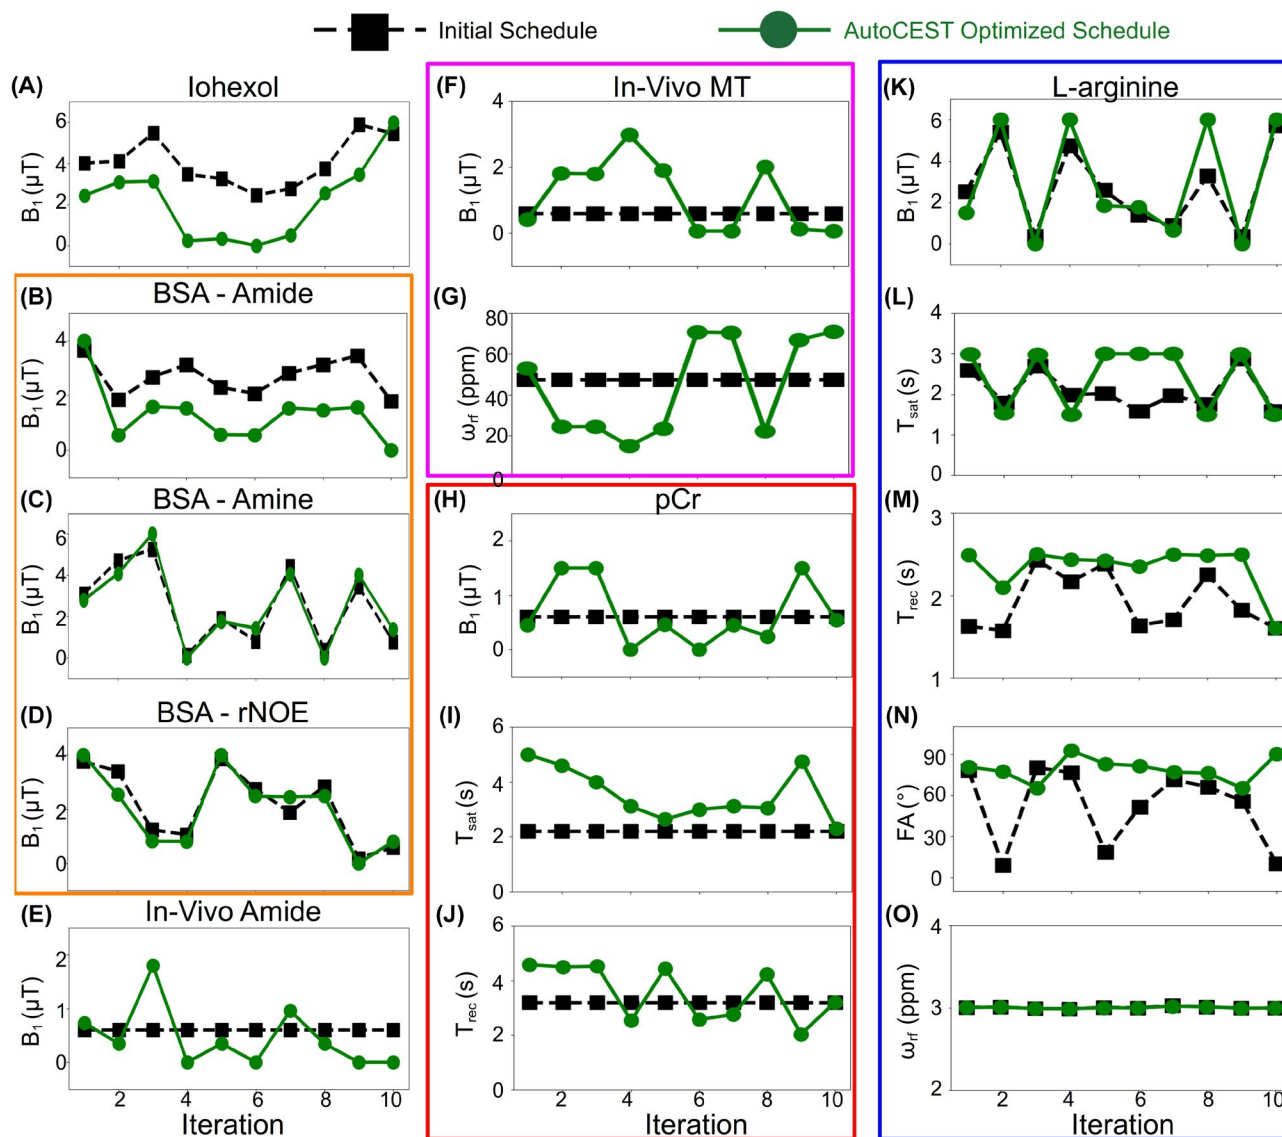 Initial Schedule
AutoCEST Optimized Schedule
(A)
Iohexol
B₁ (µT)
6
4
2
0
(B)
BSA - Amide
B₁ (µT)
4
2
0
(C)
BSA - Amine
B₁ (µT)
6
4
2
0
(D)
BSA - rNOE
B₁ (µT)
4
2
0
(E)
In-Vivo Amide
B₁ (µT)
2
1
0
2 4 6 8 10
Iteration
(F)
In-Vivo MT
B₁ (µT)
4
2
0
(G)
ωrf (ppm)
80
60
40
20
0
(H)
pCr
B₁ (µT)
2
1
0
(I)
Tsat (s)
6
4
2
0
(J)
Trec (s)
6
4
2
0
2 4 6 8 10
Iteration
(K)
L-arginine
B₁ (µT)
6
4
2
0
(L)
Tsat (s)
4
3
2
1
0
(M)
Trec (s)
3
2
1
(N)
FA (°)
90
60
30
0
(O)
ωrf (ppm)
4
3
2
2 4 6 8 10
Iteration